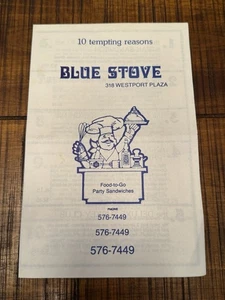 10 tempting reasons
BLUE STOVE
318 WESTPORT PLAZA
Food-to-Go
Party Sandwiches
PHONE
576-7449
576-7449
576-7449